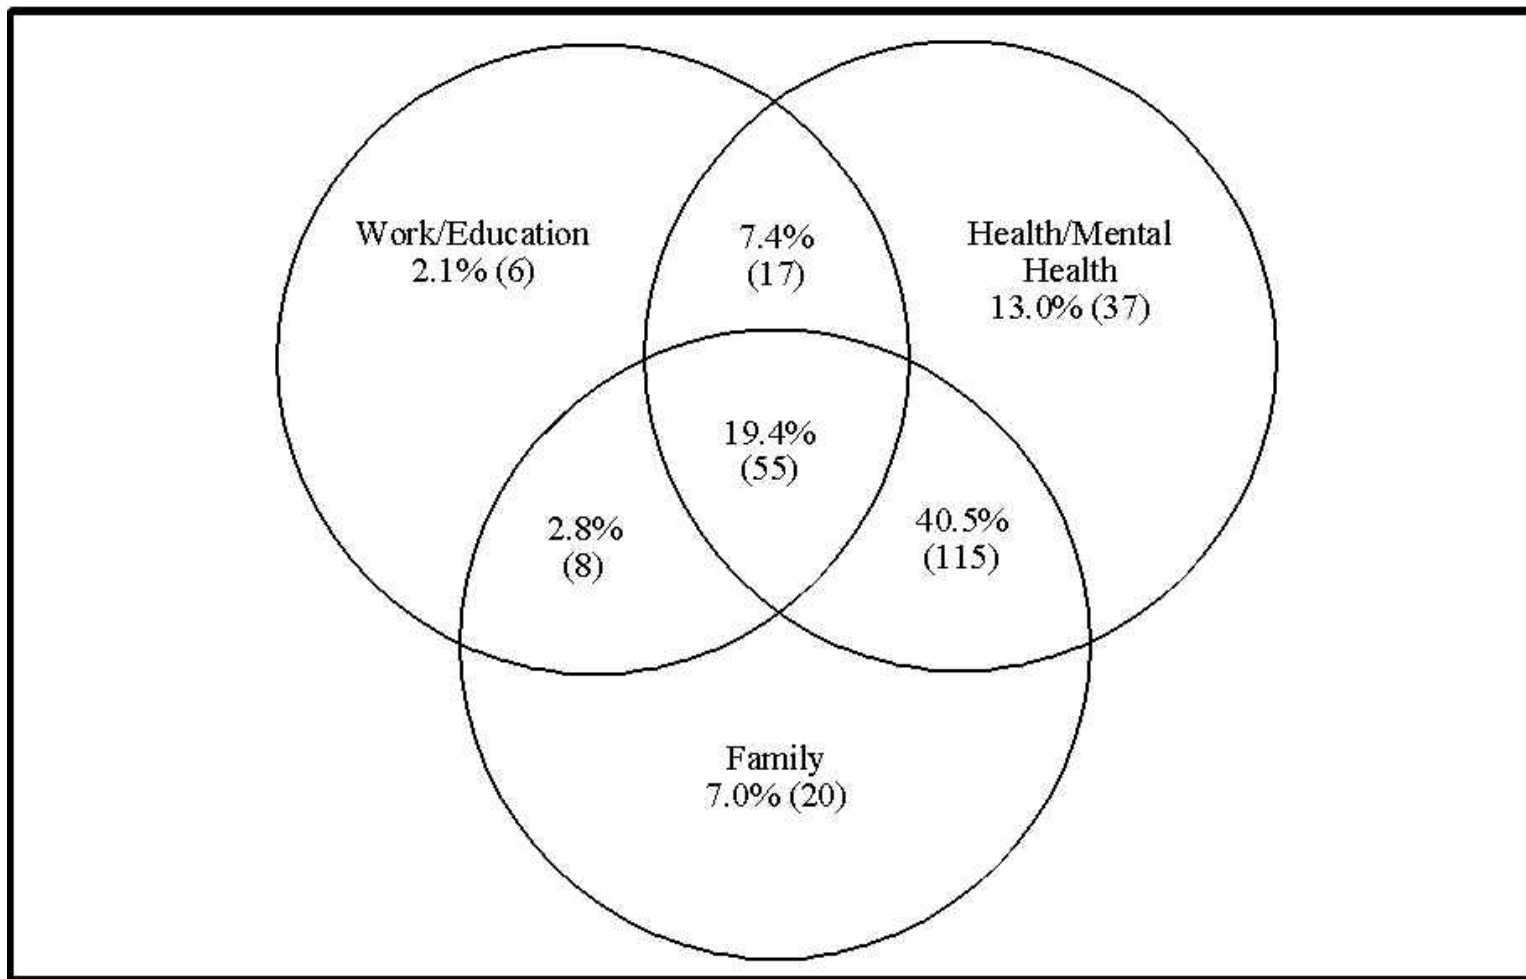 Work/Education
2.1% (6)
7.4%
(17)
Health/Mental
Health
13.0% (37)
19.4%
(55)
2.8%
(8)
40.5%
(115)
Family
7.0% (20)